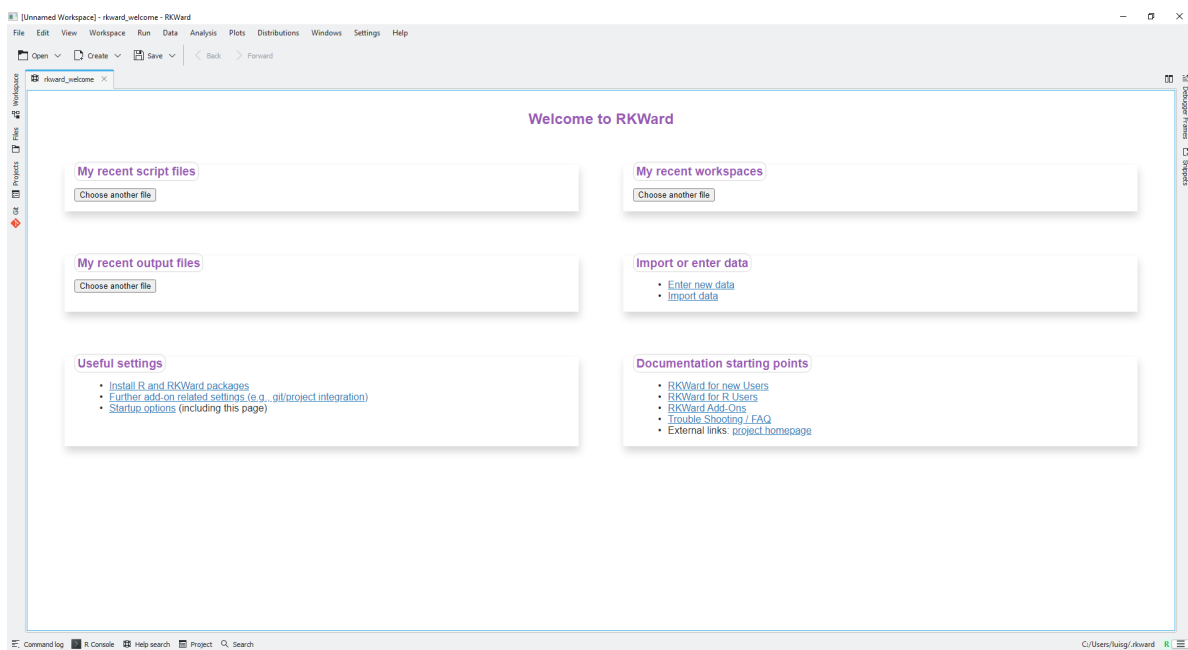 [Unnamed Workspace] - rkward_welcome - RKWard
File Edit View Workspace Run Data Analysis Plots Distributions Windows Settings Help
Open Create Save Back Forward
rkward_welcome
Workspace
Files
Projects
Git
Debugger Frames
Snippets
Welcome to RKWard
My recent script files
Choose another file
My recent workspaces
Choose another file
My recent output files
Choose another file
Import or enter data
• Enter new data
• Import data
Useful settings
• Install R and RKWard packages
• Further add-on related settings (e.g., git/project integration)
• Startup options (including this page)
Documentation starting points
• RKWard for new Users
• RKWard for R Users
• RKWard Add-Ons
• Trouble Shooting / FAQ
• External links: project homepage
Command log R Console Help search Project Search C:/Users/luisg/.rkward R